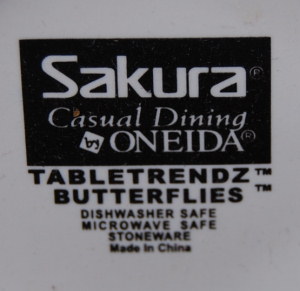 Sakura®
Casual Dining
by ONEIDA®
TABLETRENDZ™
BUTTERFLIES™
DISHWASHER SAFE
MICROWAVE SAFE
STONEWARE
Made In China